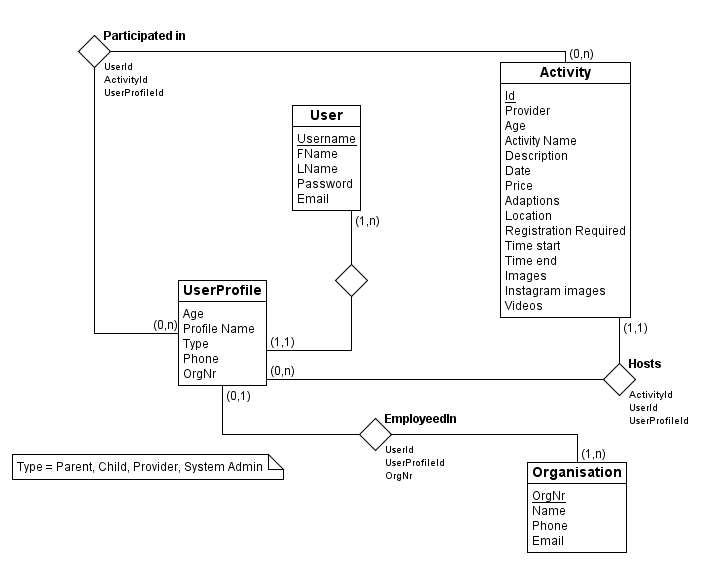 Participated in
UserId
ActivityId
UserProfileId
(0,n)
Activity
Id
Provider
Age
Activity Name
Description
Date
Price
Adaptions
Location
Registration Required
Time start
Time end
Images
Instagram images
Videos
User
Username
FName
LName
Password
Email
(1,n)
UserProfile
Age
Profile Name
Type
Phone
OrgNr
(0,n)
(1,1)
(0,n)
(0,1)
(1,1)
Hosts
ActivityId
UserId
UserProfileId
EmployeedIn
UserId
UserProfileId
OrgNr
(1,n)
Organisation
OrgNr
Name
Phone
Email
Type = Parent, Child, Provider, System Admin